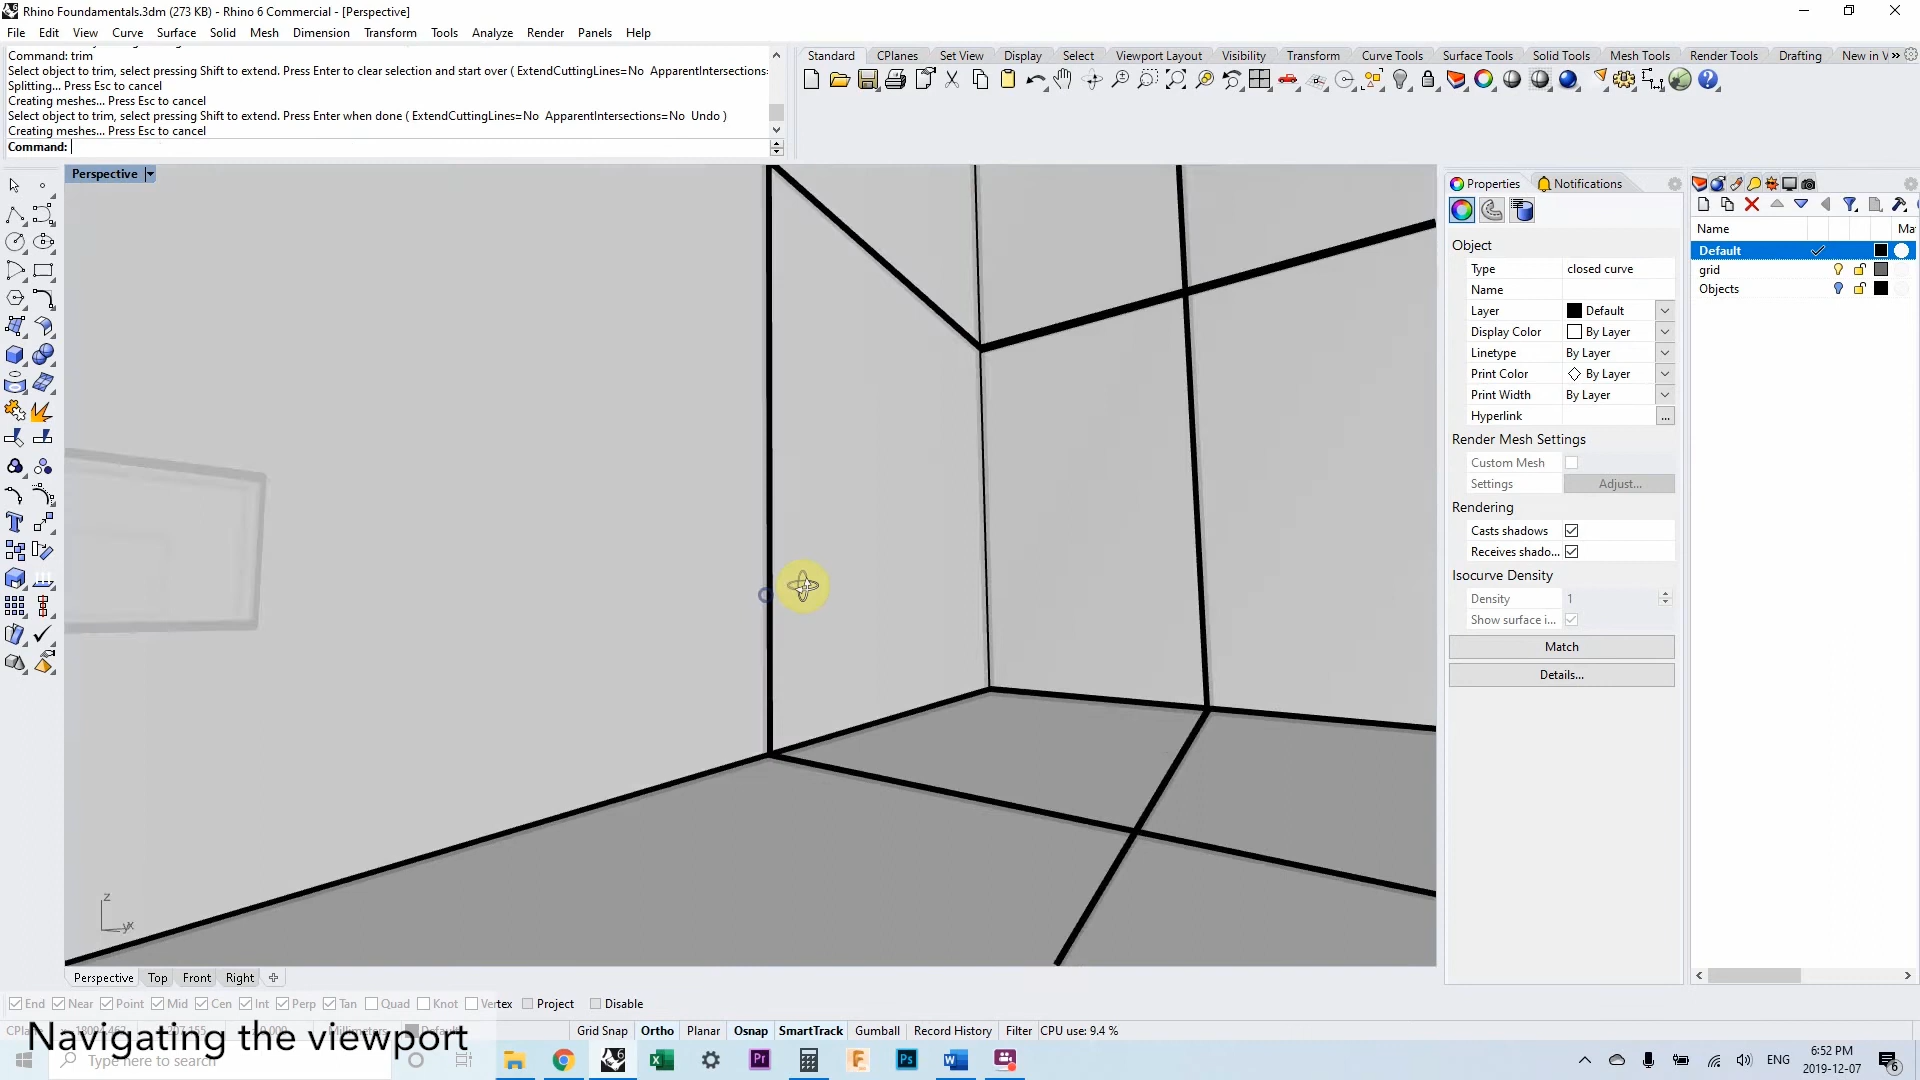 Rhino Foundamentals.3dm (273 KB) - Rhino 6 Commercial - [Perspective]
File Edit View Curve Surface Solid Mesh Dimension Transform Tools Analyze Render Panels Help
Command: trim
Select object to trim, select pressing Shift to extend. Press Enter to clear selection and start over ( ExtendCuttingLines=No ApparentIntersections=
Splitting... Press Esc to cancel
Creating meshes... Press Esc to cancel
Select object to trim, select pressing Shift to extend. Press Enter when done ( ExtendCuttingLines=No ApparentIntersections=No Undo )
Creating meshes... Press Esc to cancel
Command:
Standard CPlanes Set View Display Select Viewport Layout Visibility Transform Curve Tools Surface Tools Solid Tools Mesh Tools Render Tools Drafting New in V
Perspective
z
yx
Properties Notifications
Object
Type closed curve
Name
Layer Default
Display Color By Layer
Linetype By Layer
Print Color By Layer
Print Width By Layer
Hyperlink ...
Render Mesh Settings
Custom Mesh
Settings Adjust...
Rendering
Casts shadows
Receives shado...
Isocurve Density
Density 1
Show surface i...
Match
Details...
Name Ma
Default
grid
Objects
Perspective Top Front Right
End Near Point Mid Cen Int Perp Tan Quad Knot Vertex Project Disable
Grid Snap Ortho Planar Osnap SmartTrack Gumball Record History Filter CPU use: 9.4 %
Navigating the viewport
Type here to search
ENG
6:52 PM
2019-12-07
6